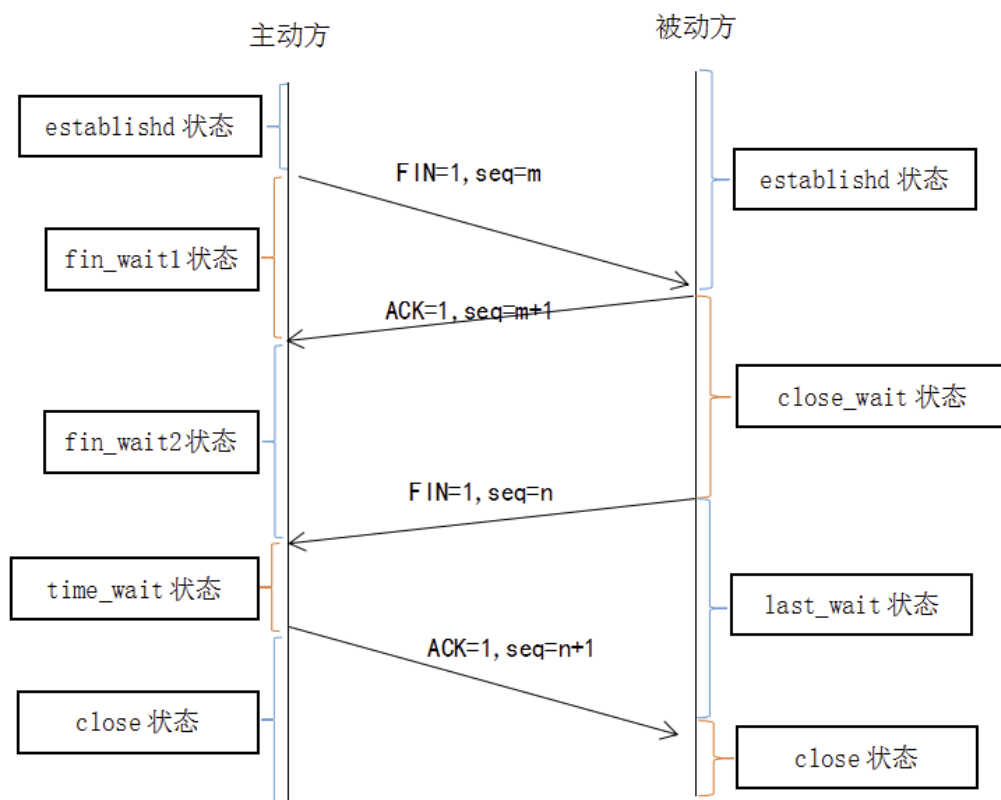 主动方
被动方
establishd 状态
FIN=1,seq=m
establishd 状态
fin_wait1 状态
ACK=1,seq=m+1
close_wait 状态
fin_wait2 状态
FIN=1,seq=n
time_wait 状态
last_wait 状态
ACK=1,seq=n+1
close 状态
close 状态